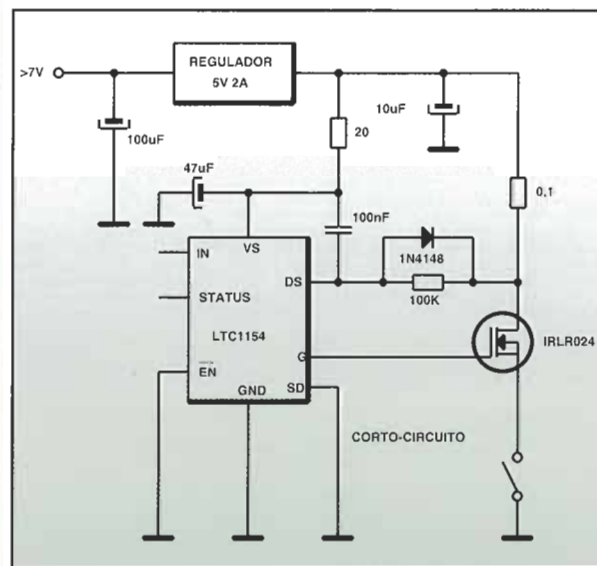 REGULADOR
5V 2A
>7V
100uF
47uF
20
10uF
0,1
100nF
1N4148
100K
IN
VS
DS
STATUS
LTC1154
G
EN
GND
SD
IRLR024
CORTO-CIRCUITO